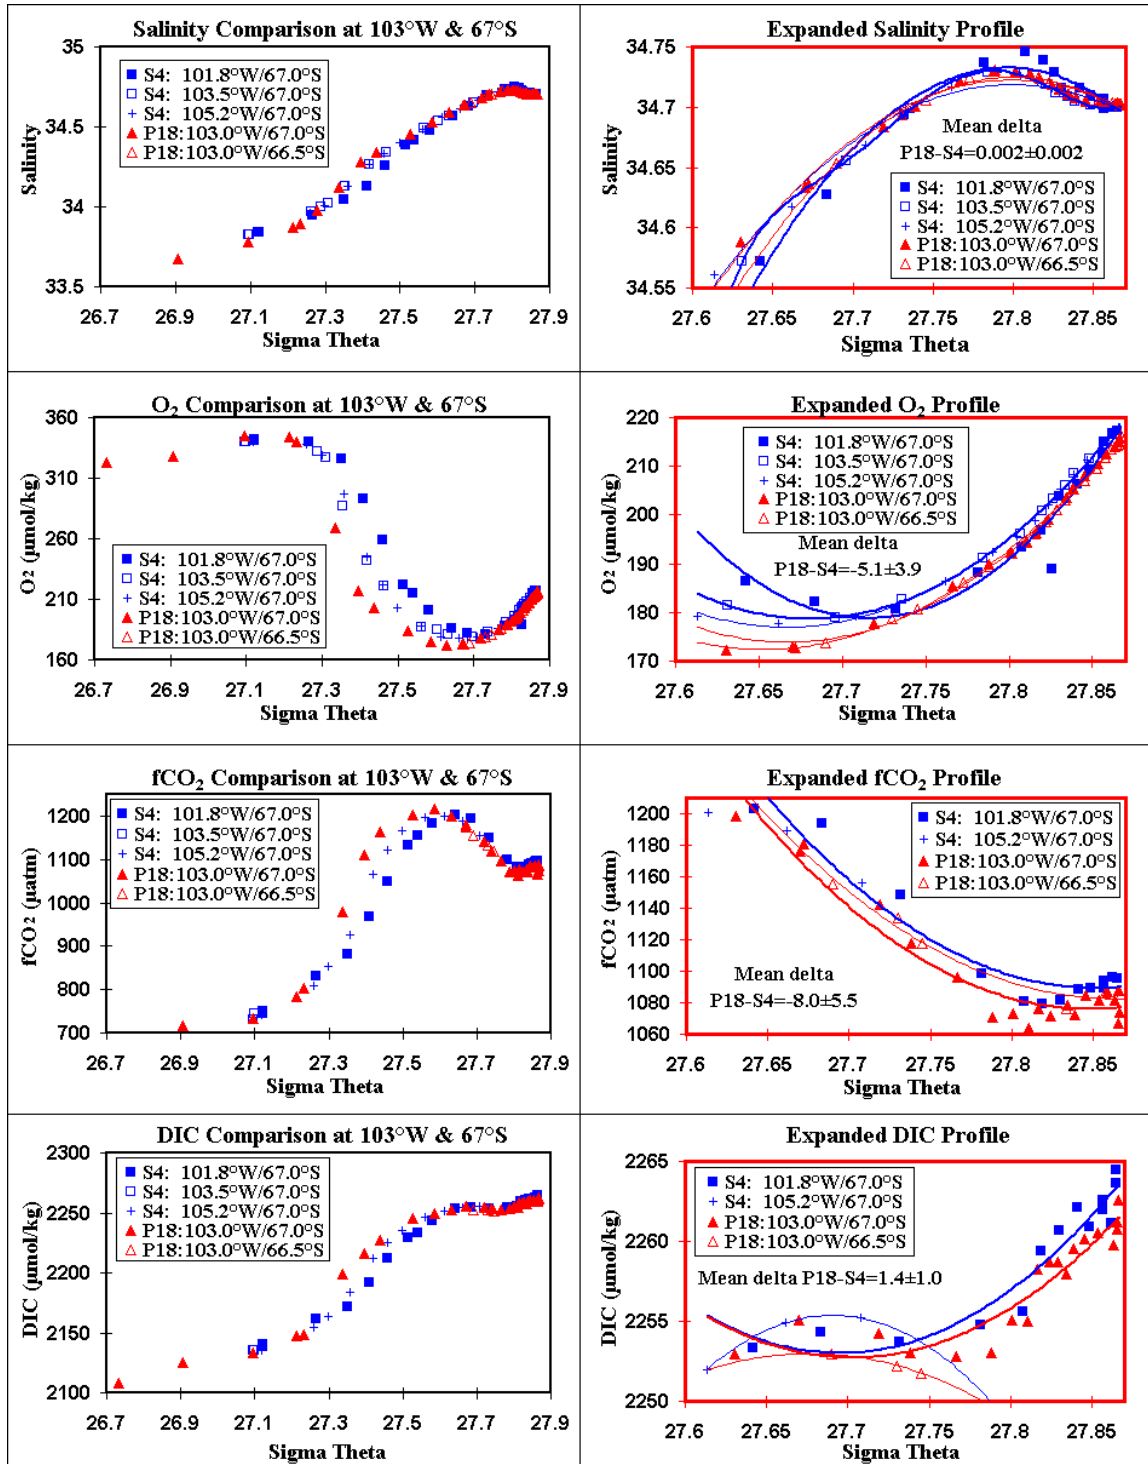 Salinity Comparison at 103°W & 67°S
35
34.5
34
33.5
Salinity
S4: 101.8°W/67.0°S
S4: 103.5°W/67.0°S
S4: 105.2°W/67.0°S
P18:103.0°W/67.0°S
P18:103.0°W/66.5°S
26.7 26.9 27.1 27.3 27.5 27.7 27.9
Sigma Theta
Expanded Salinity Profile
34.75
34.7
34.65
34.6
34.55
Salinity
Mean delta
P18-S4=0.002±0.002
S4: 101.8°W/67.0°S
S4: 103.5°W/67.0°S
S4: 105.2°W/67.0°S
P18:103.0°W/67.0°S
P18:103.0°W/66.5°S
27.6 27.65 27.7 27.75 27.8 27.85
Sigma Theta
O2 Comparison at 103°W & 67°S
360
310
260
210
160
O2 (µmol/kg)
S4: 101.8°W/67.0°S
S4: 103.5°W/67.0°S
S4: 105.2°W/67.0°S
P18:103.0°W/67.0°S
P18:103.0°W/66.5°S
26.7 26.9 27.1 27.3 27.5 27.7 27.9
Sigma Theta
Expanded O2 Profile
220
210
200
190
180
170
O2 (µmol/kg)
S4: 101.8°W/67.0°S
S4: 103.5°W/67.0°S
S4: 105.2°W/67.0°S
P18:103.0°W/67.0°S
P18:103.0°W/66.5°S
Mean delta
P18-S4=-5.1±3.9
27.6 27.65 27.7 27.75 27.8 27.85
Sigma Theta
fCO2 Comparison at 103°W & 67°S
1200
1100
1000
900
800
700
fCO2 (µatm)
S4: 101.8°W/67.0°S
S4: 103.5°W/67.0°S
S4: 105.2°W/67.0°S
P18:103.0°W/67.0°S
P18:103.0°W/66.5°S
26.7 26.9 27.1 27.3 27.5 27.7 27.9
Sigma Theta
Expanded fCO2 Profile
1200
1180
1160
1140
1120
1100
1080
1060
fCO2 (µatm)
S4: 101.8°W/67.0°S
S4: 105.2°W/67.0°S
P18:103.0°W/67.0°S
P18:103.0°W/66.5°S
Mean delta
P18-S4=-8.0±5.5
27.6 27.65 27.7 27.75 27.8 27.85
Sigma Theta
DIC Comparison at 103°W & 67°S
2300
2250
2200
2150
2100
DIC (µmol/kg)
S4: 101.8°W/67.0°S
S4: 103.5°W/67.0°S
S4: 105.2°W/67.0°S
P18:103.0°W/67.0°S
P18:103.0°W/66.5°S
26.7 26.9 27.1 27.3 27.5 27.7 27.9
Sigma Theta
Expanded DIC Profile
2265
2260
2255
2250
DIC (µmol/kg)
S4: 101.8°W/67.0°S
S4: 105.2°W/67.0°S
P18:103.0°W/67.0°S
P18:103.0°W/66.5°S
Mean delta P18-S4=1.4±1.0
27.6 27.65 27.7 27.75 27.8 27.85
Sigma Theta